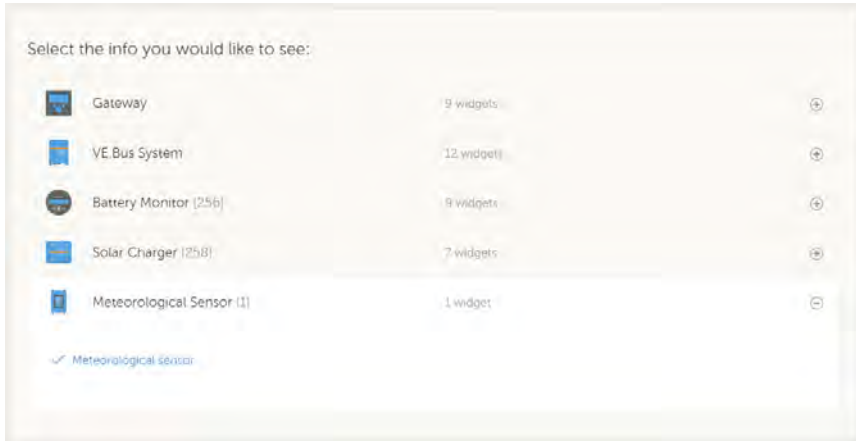 Select the info you would like to see:
Gateway 9 widgets
VE.Bus System 12 widgets
Battery Monitor [256] 9 widgets
Solar Charger [258] 7 widgets
Meteorological Sensor [1] 1 widget
Meteorological sensor